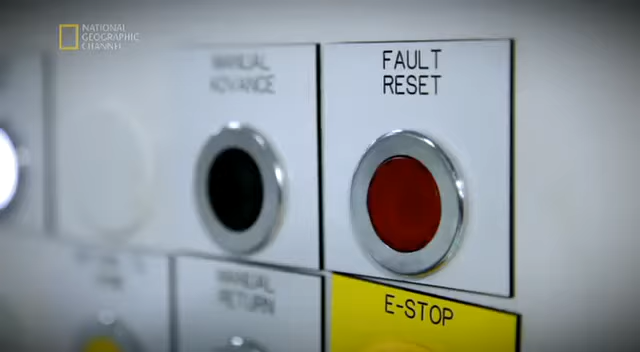 NATIONAL
GEOGRAPHIC
CHANNEL
MANUAL
ADVANCE
FAULT
RESET
MANUAL
RETURN
E-STOP